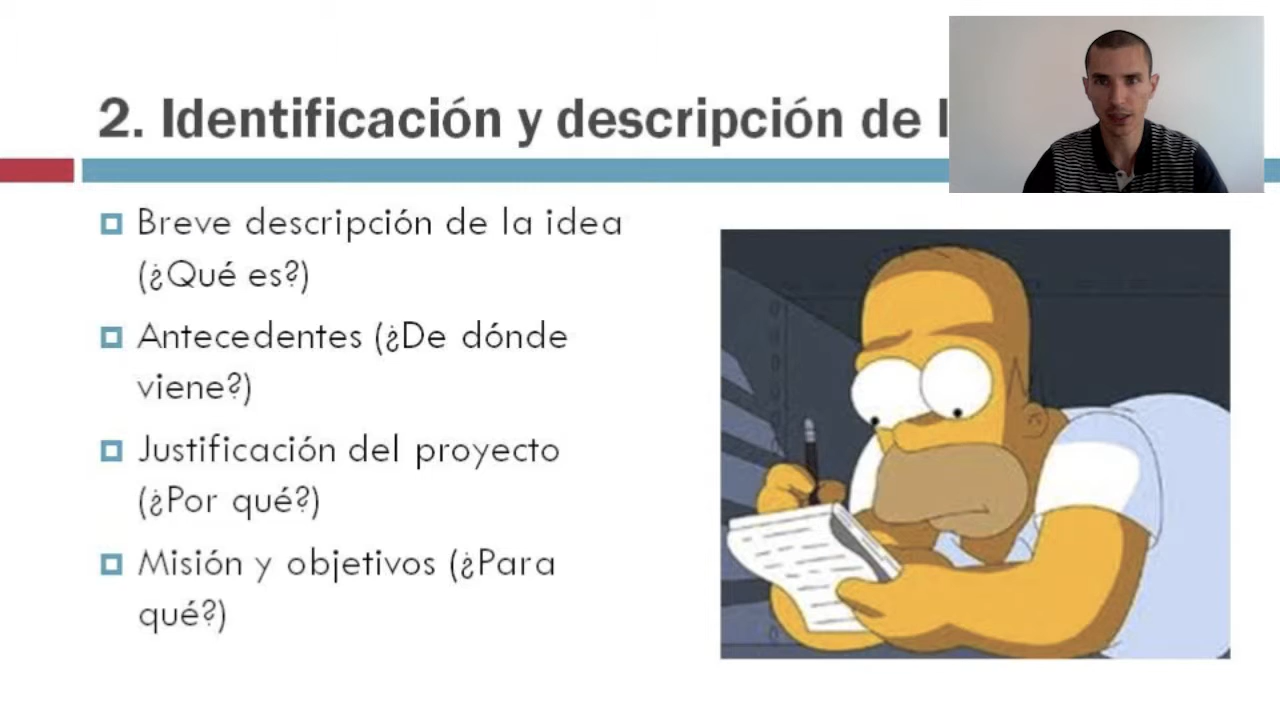 2. Identificación y descripción de l
Breve descripción de la idea
(¿Qué es?)
Antecedentes (¿De dónde
viene?)
Justificación del proyecto
(¿Por qué?)
Misión y objetivos (¿Para
qué?)